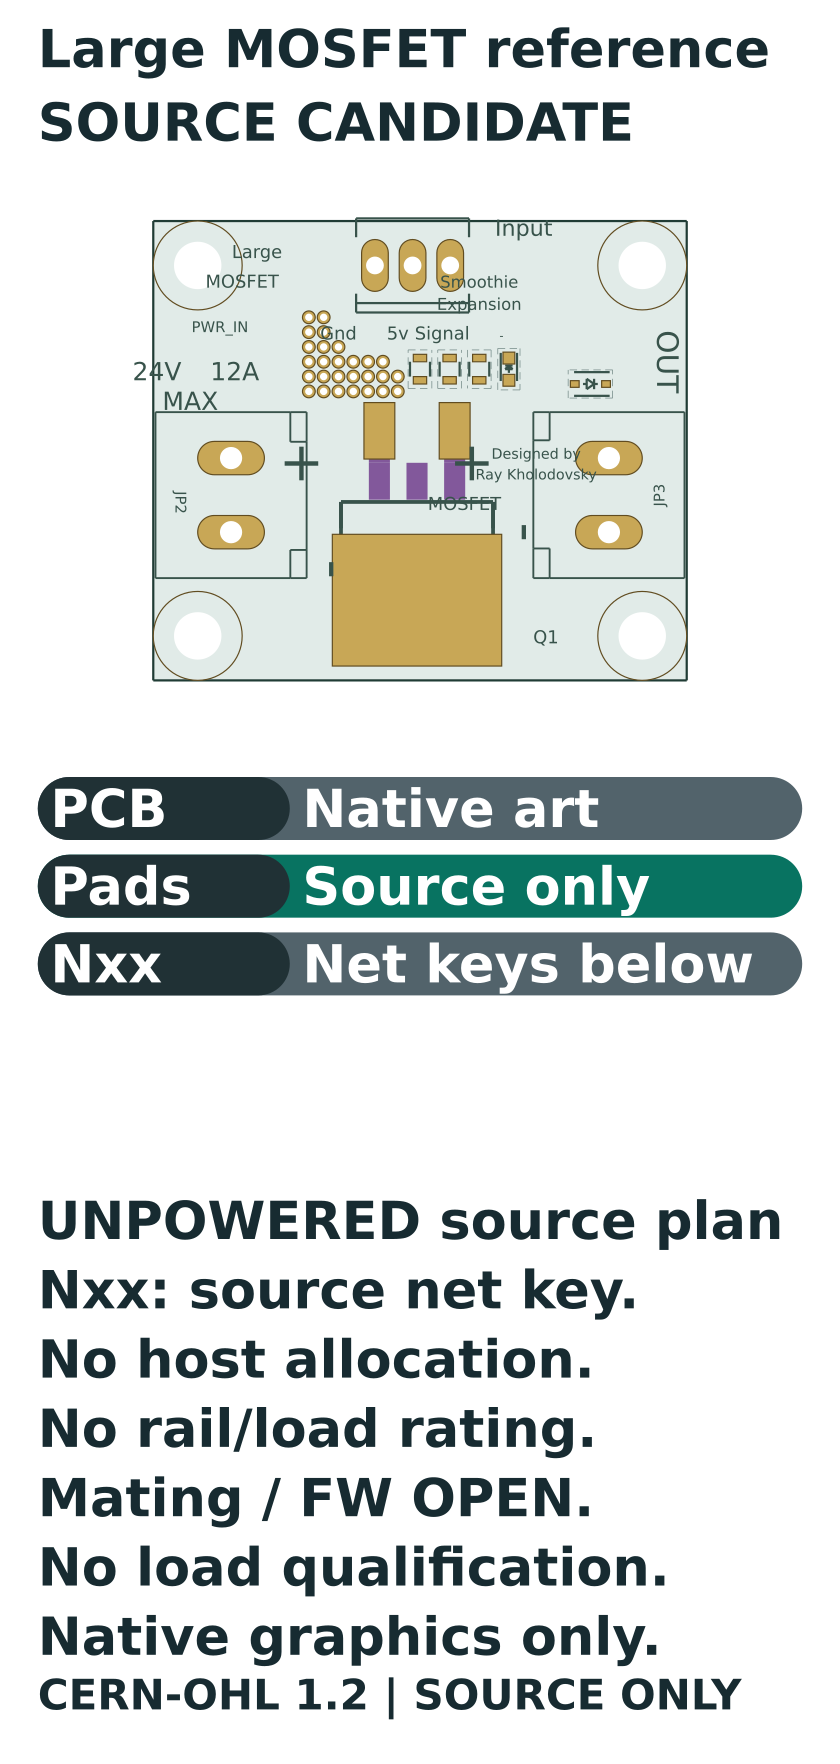 Large MOSFET reference
SOURCE CANDIDATE
Input
Large
MOSFET
Smoothie
Expansion
PWR_IN
Gnd 5v Signal
-
24V 12A
MAX
OUT
+
+
Designed by
Ray Kholodovsky
JP2
JP3
MOSFET
-
-
Q1
PCB Native art
Pads Source only
Nxx Net keys below
UNPOWERED source plan
Nxx: source net key.
No host allocation.
No rail/load rating.
Mating / FW OPEN.
No load qualification.
Native graphics only.
CERN-OHL 1.2 | SOURCE ONLY